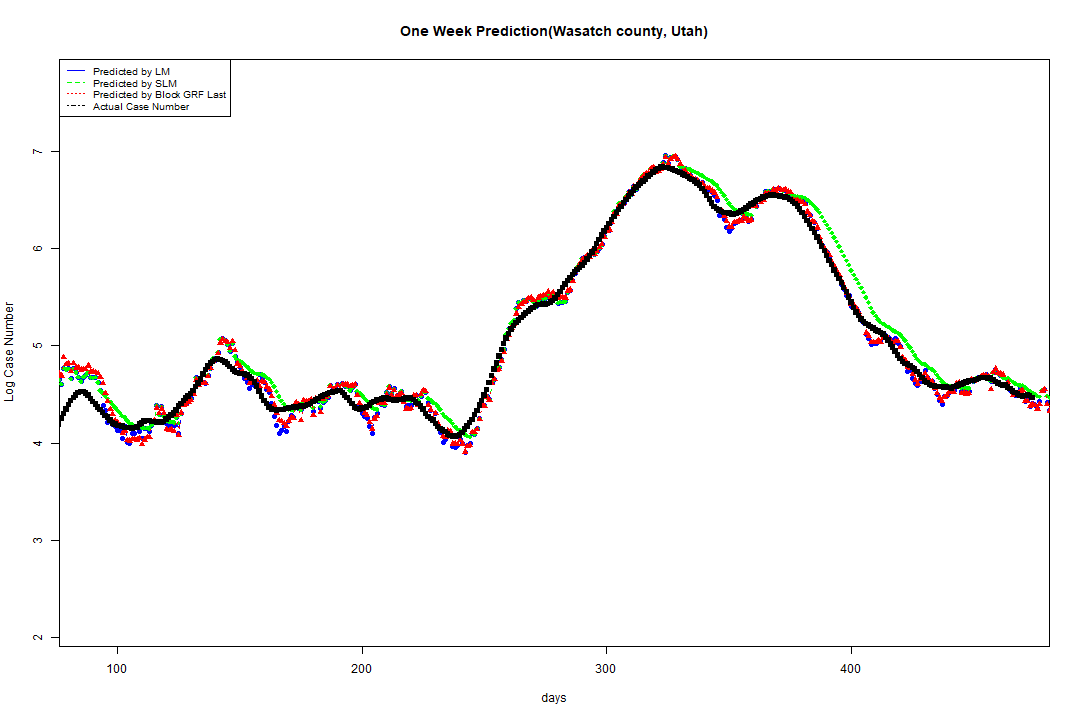 One Week Prediction(Wasatch county, Utah)
Predicted by LM
Predicted by SLM
Predicted by Block GRF Last
Actual Case Number
7
6
5
4
3
2
Log Case Number
100 200 300 400
days